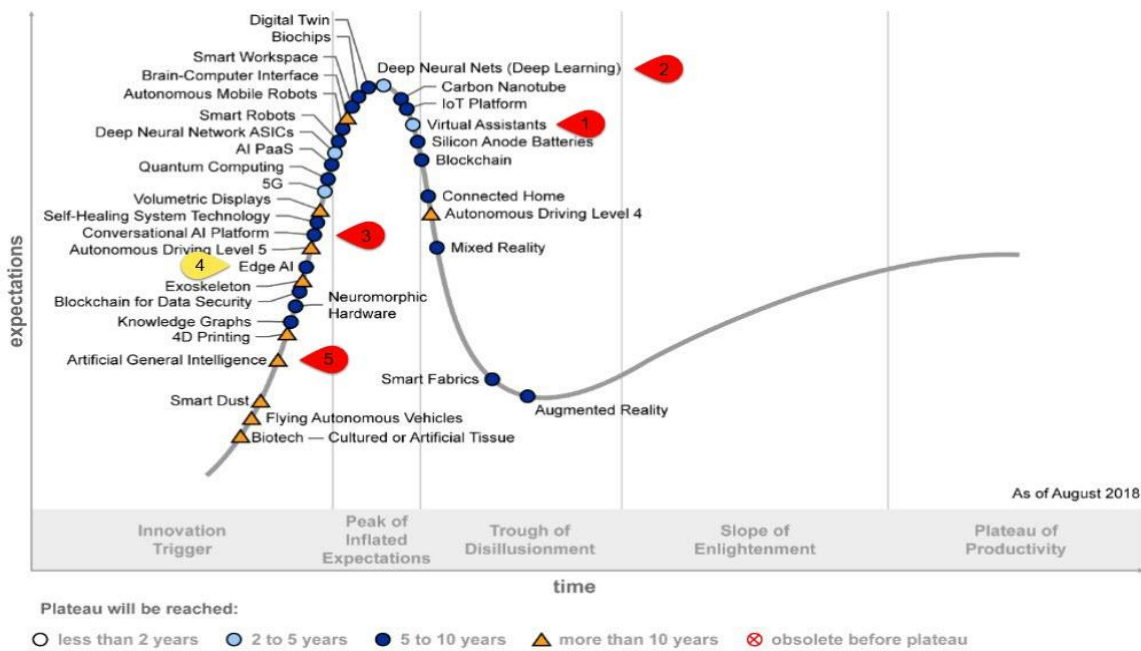 Digital Twin
Biochips
Smart Workspace
Brain-Computer Interface
Autonomous Mobile Robots
Smart Robots
Deep Neural Network ASICs
AI PaaS
Quantum Computing
5G
Volumetric Displays
Self-Healing System Technology
Conversational AI Platform
3
Autonomous Driving Level 5
4
Edge AI
Exoskeleton
Blockchain for Data Security
Neuromorphic
Hardware
Knowledge Graphs
4D Printing
Artificial General Intelligence
5
Smart Dust
Flying Autonomous Vehicles
Biotech — Cultured or Artificial Tissue
Deep Neural Nets (Deep Learning)
2
Carbon Nanotube
IoT Platform
Virtual Assistants
1
Silicon Anode Batteries
Blockchain
Connected Home
Autonomous Driving Level 4
Mixed Reality
Smart Fabrics
Augmented Reality
expectations
As of August 2018
Innovation
Trigger
Peak of
Inflated
Expectations
Trough of
Disillusionment
Slope of
Enlightenment
Plateau of
Productivity
time
Plateau will be reached:
less than 2 years
2 to 5 years
5 to 10 years
more than 10 years
obsolete before plateau